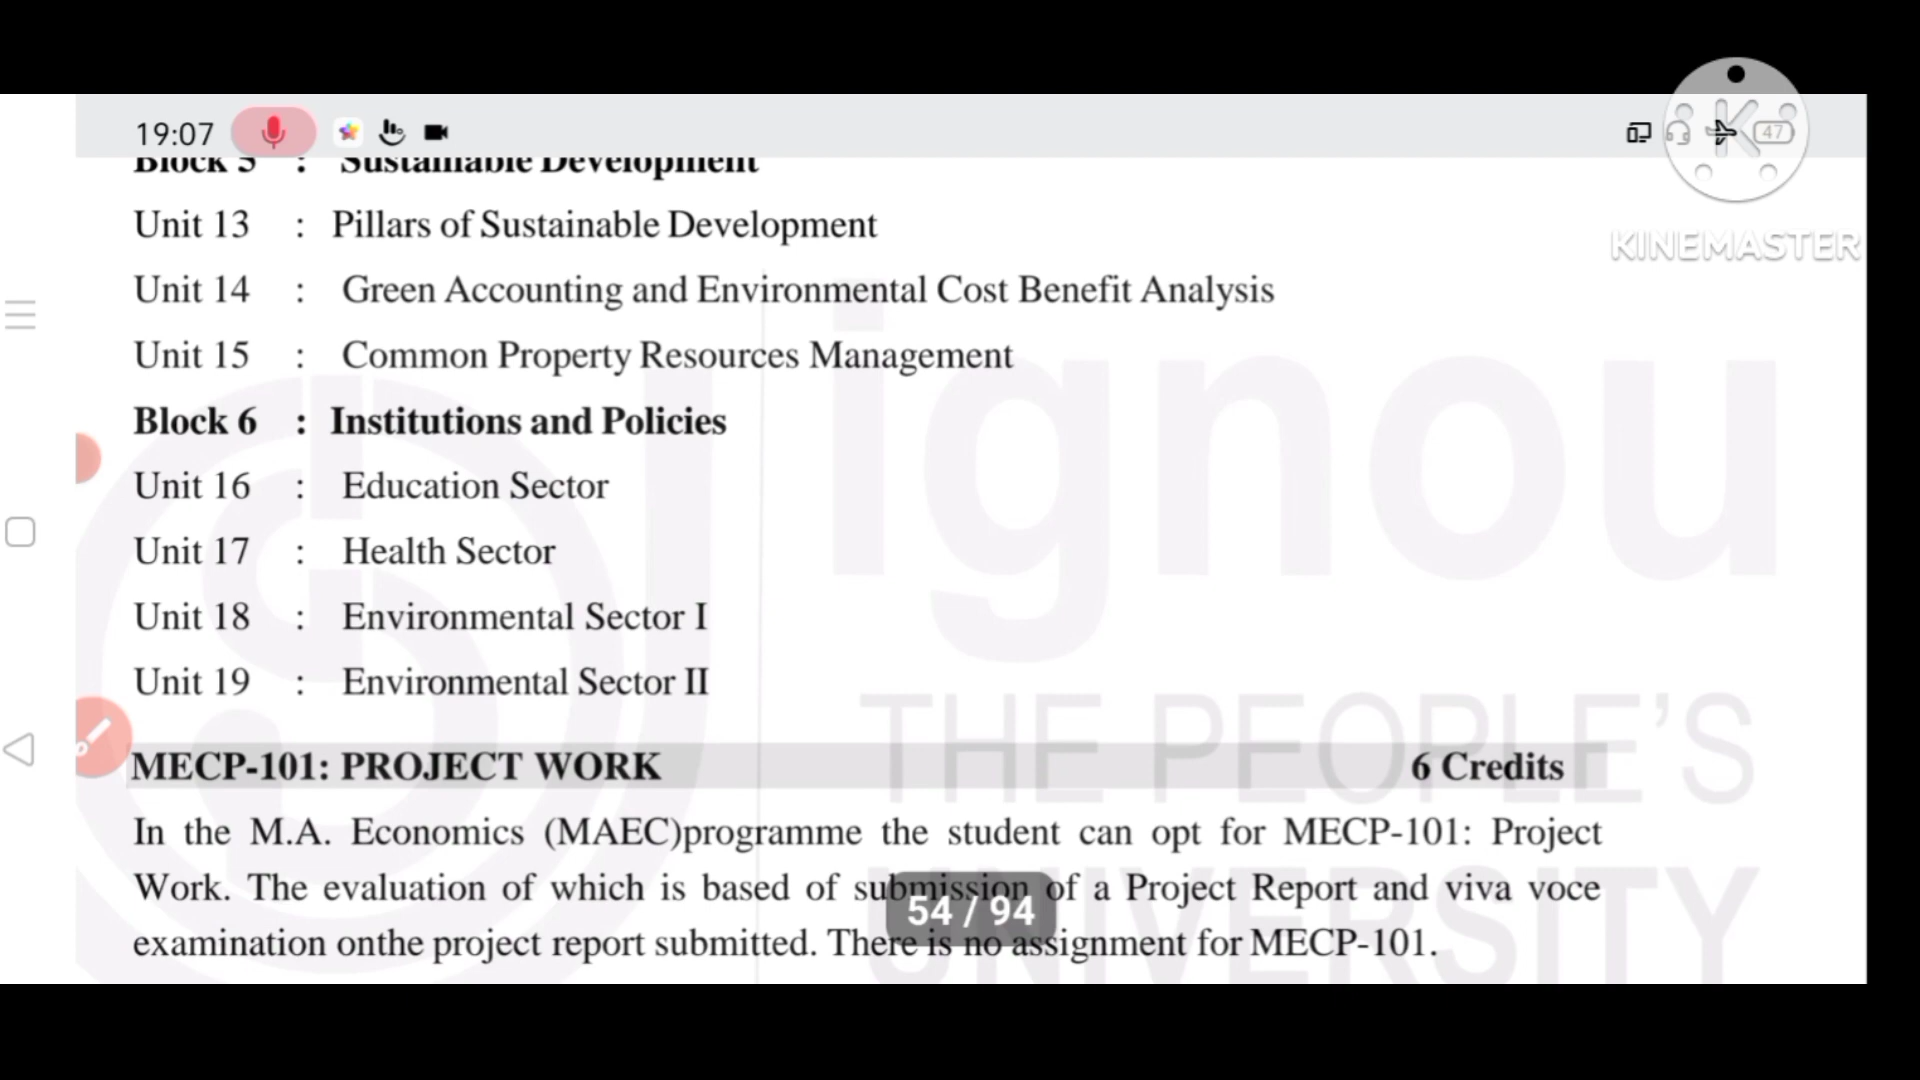 19:07
47
KINEMASTER
Block 5 : Sustainable Development
Unit 13 : Pillars of Sustainable Development
Unit 14 : Green Accounting and Environmental Cost Benefit Analysis
Unit 15 : Common Property Resources Management
Block 6 : Institutions and Policies
Unit 16 : Education Sector
Unit 17 : Health Sector
Unit 18 : Environmental Sector I
Unit 19 : Environmental Sector II
ignou
THE PEOPLE'S
UNIVERSITY
MECP-101: PROJECT WORK 6 Credits
In the M.A. Economics (MAEC)programme the student can opt for MECP-101: Project
Work. The evaluation of which is based of submission of a Project Report and viva voce
examination onthe project report submitted. There is no assignment for MECP-101.
54 / 94